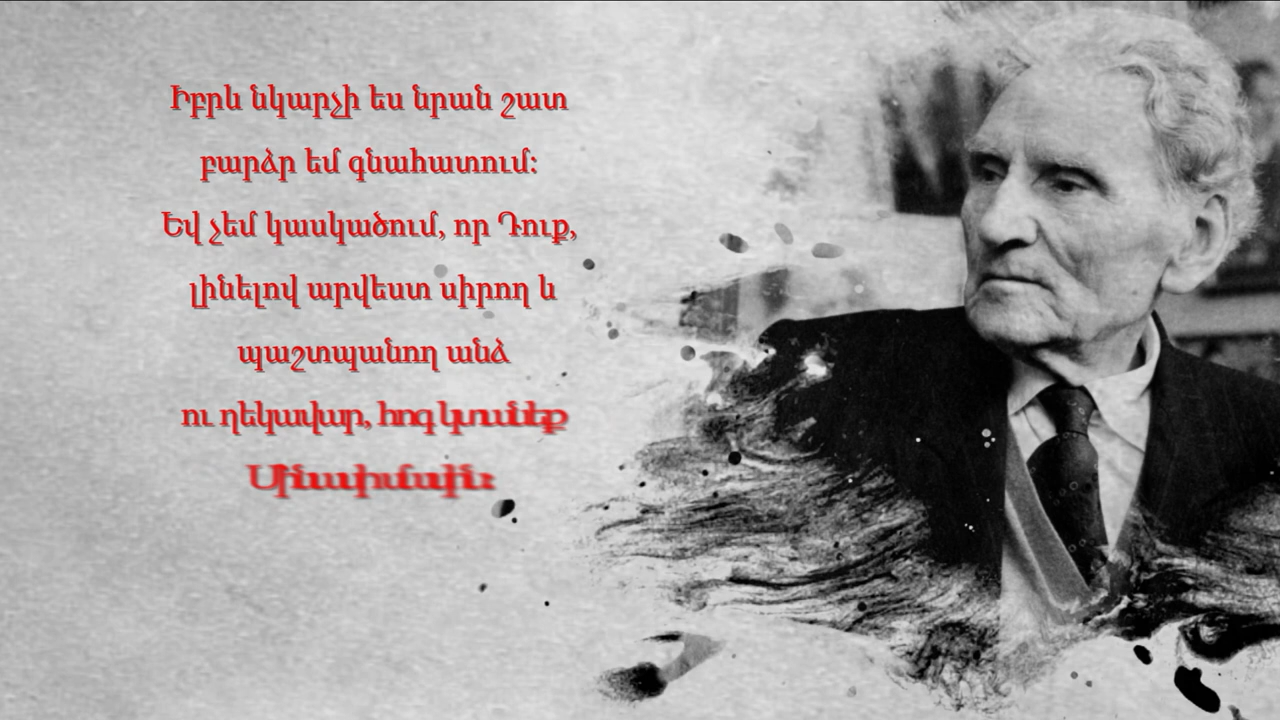 Իբրև նկարչի ես նրան շատ
բարձր եմ գնահատում:
Եվ չեմ կասկածում, որ Դուք,
լինելով արվեստ սիրող և
պաշտպանող անձ
ու ղեկավար, հոգ կտանեք